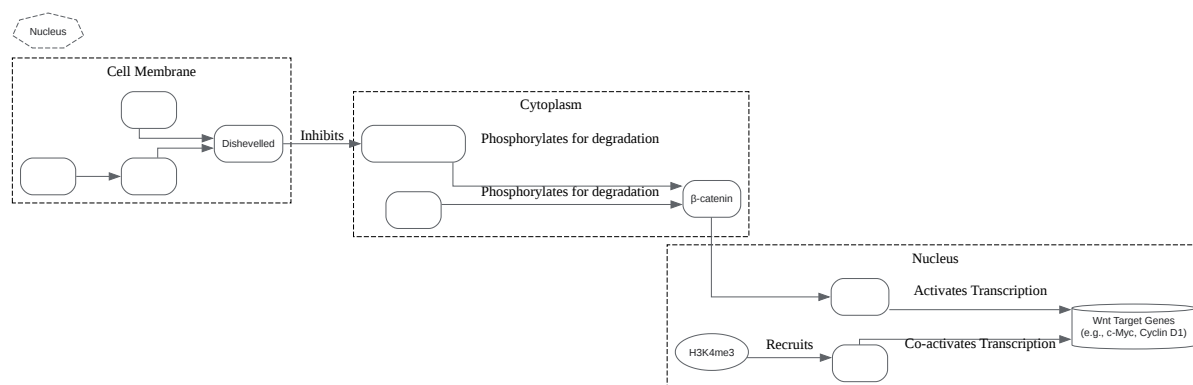 Nucleus
Cell Membrane
Dishevelled
Inhibits
Cytoplasm
Phosphorylates for degradation
Phosphorylates for degradation
β-catenin
Nucleus
Activates Transcription
Wnt Target Genes
(e.g., c-Myc, Cyclin D1)
H3K4me3
Recruits
Co-activates Transcription